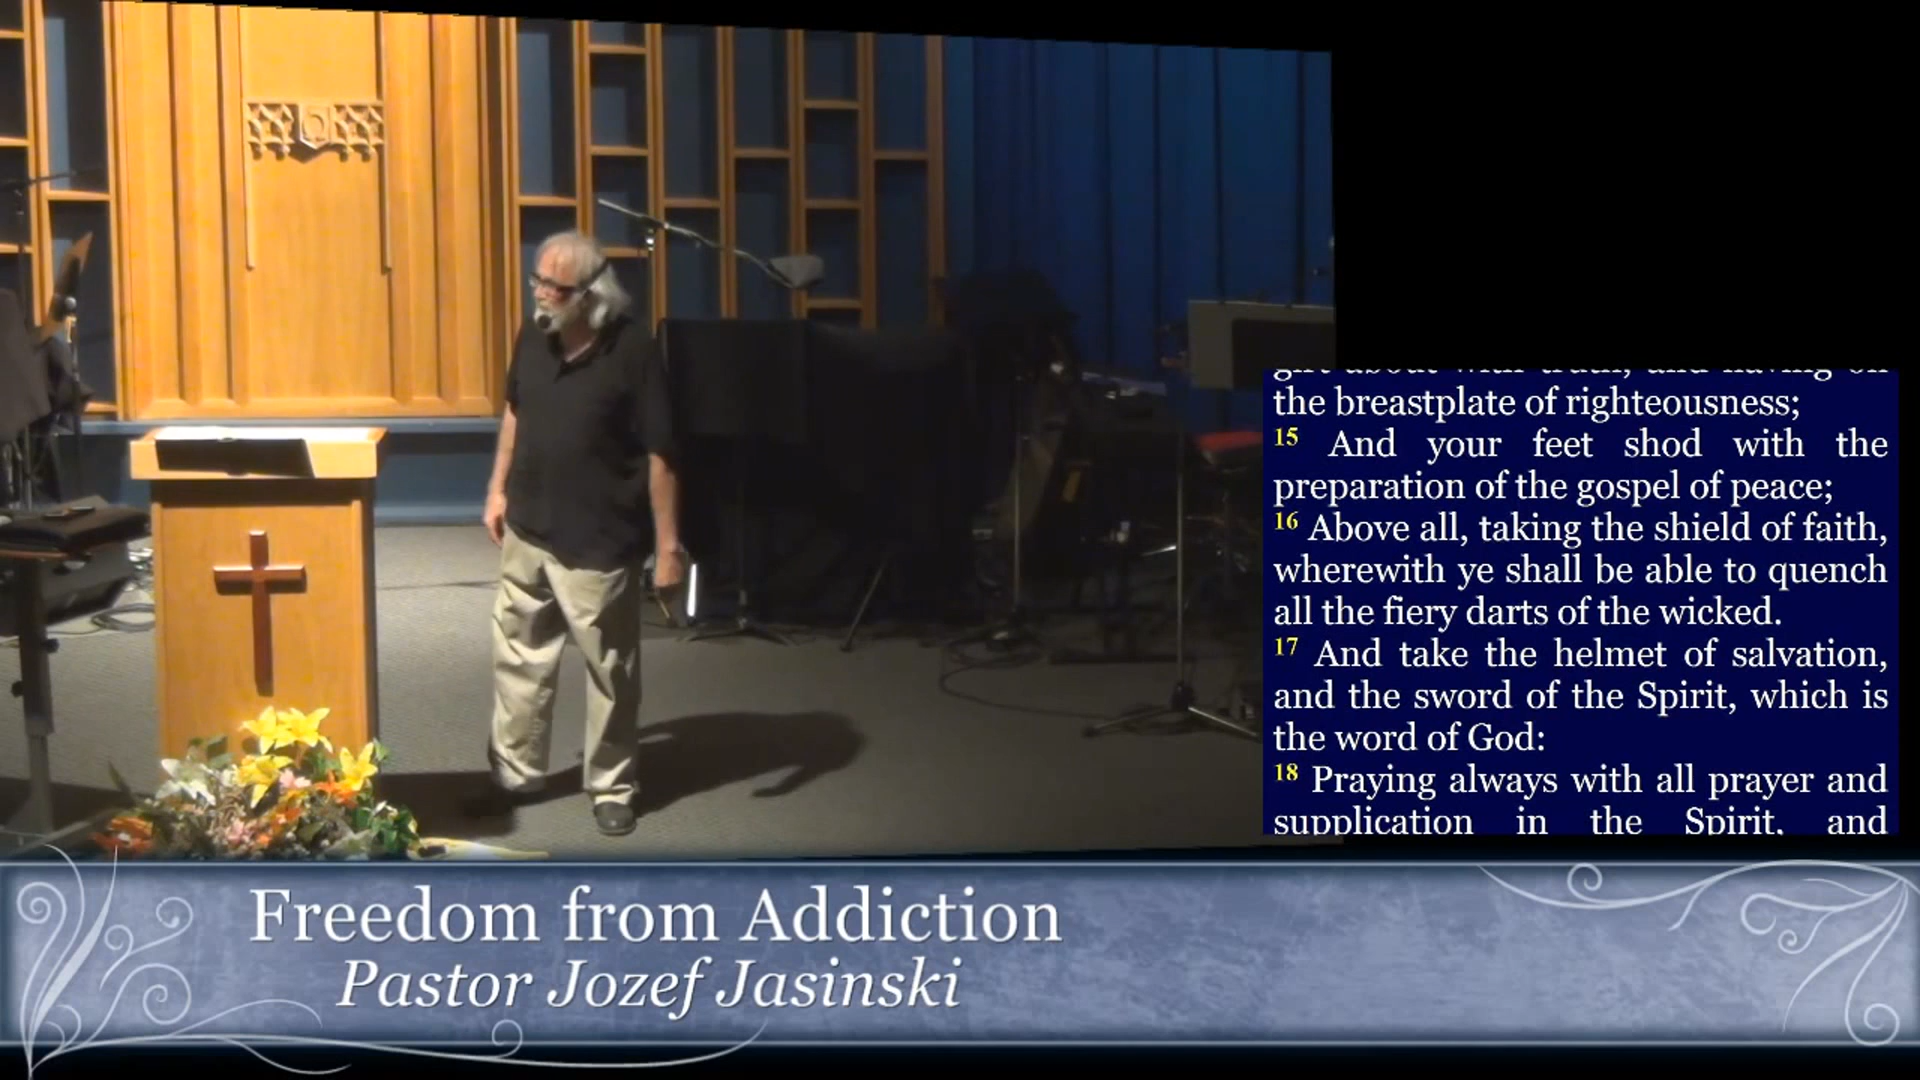 the breastplate of righteousness;
15 And your feet shod with the
preparation of the gospel of peace;
16 Above all, taking the shield of faith,
wherewith ye shall be able to quench
all the fiery darts of the wicked.
17 And take the helmet of salvation,
and the sword of the Spirit, which is
the word of God:
18 Praying always with all prayer and
supplication in the Spirit, and
Freedom from Addiction
Pastor Jozef Jasinski